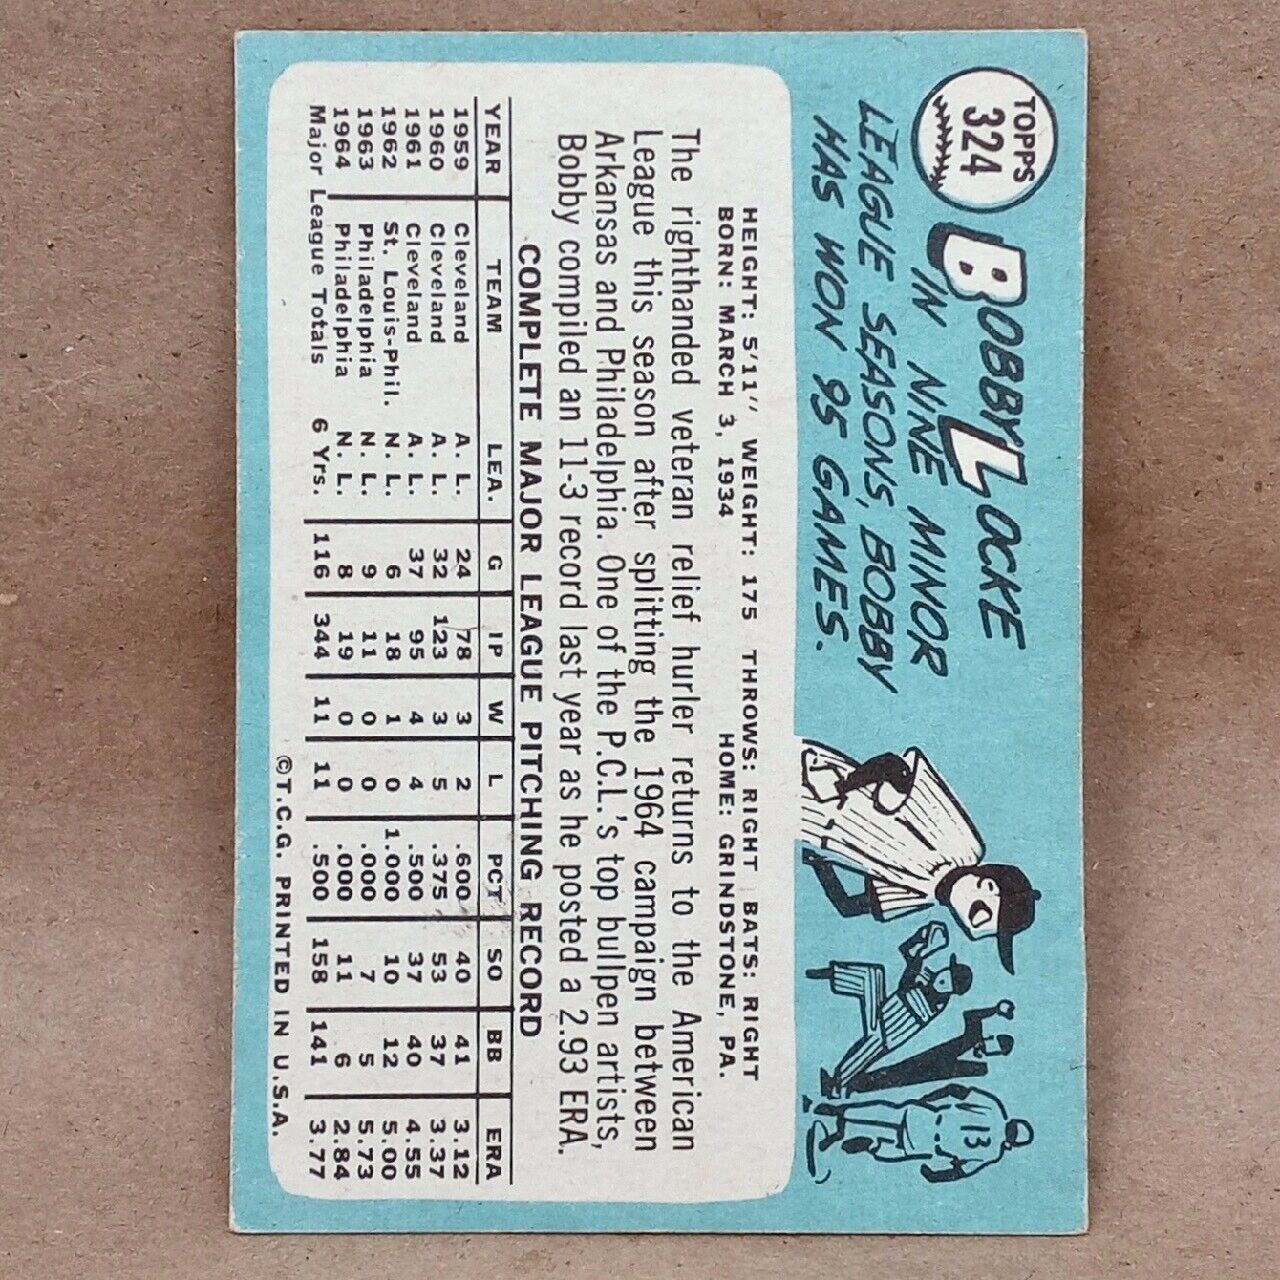 TOPPS
324
BOBBY LOCKE
IN NINE MINOR
LEAGUE SEASONS, BOBBY
HAS WON 95 GAMES.
13
HEIGHT: 5'11" WEIGHT: 175 THROWS: RIGHT BATS: RIGHT
BORN: MARCH 3, 1934 HOME: GRINDSTONE, PA.
The righthanded veteran relief hurler returns to the American
League this season after splitting the 1964 campaign between
Arkansas and Philadelphia. One of the P.C.L.'s top bullpen artists,
Bobby compiled an 11-3 record last year as he posted a 2.93 ERA.
COMPLETE MAJOR LEAGUE PITCHING RECORD
YEAR TEAM LEA. G IP W L PCT SO BB ERA
1959 Cleveland A. L. 24 78 3 2 .600 40 41 3.12
1960 Cleveland A. L. 32 123 3 5 .375 53 37 3.37
1961 Cleveland A. L. 37 95 4 4 .500 37 40 4.55
1962 St. Louis-Phil. N. L. 6 18 1 0 1.000 10 12 5.00
1963 Philadelphia N. L. 9 11 0 0 .000 7 5 5.73
1964 Philadelphia N. L. 8 19 0 0 .000 11 6 2.84
Major League Totals 6 Yrs. 116 344 11 11 .500 158 141 3.77
©T.C.G. PRINTED IN U.S.A.